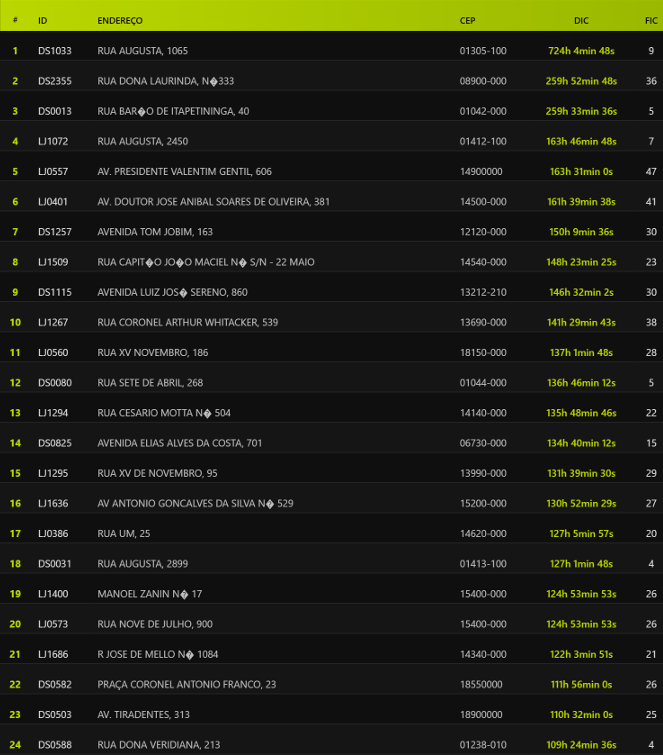 # ID ENDEREÇO CEP DIC FIC
1 DS1033 RUA AUGUSTA, 1065 01305-100 724h 4min 48s 9
2 DS2355 RUA DONA LAURINDA, N�333 08900-000 259h 52min 48s 36
3 DS0013 RUA BAR�O DE ITAPETININGA, 40 01042-000 259h 33min 36s 5
4 LJ1072 RUA AUGUSTA, 2450 01412-100 163h 46min 48s 7
5 LJ0557 AV. PRESIDENTE VALENTIM GENTIL, 606 14900000 163h 31min 0s 47
6 LJ0401 AV. DOUTOR JOSE ANIBAL SOARES DE OLIVEIRA, 381 14500-000 161h 39min 38s 41
7 DS1257 AVENIDA TOM JOBIM, 163 12120-000 150h 9min 36s 30
8 LJ1509 RUA CAPIT�O JO�O MACIEL N� S/N - 22 MAIO 14540-000 148h 23min 25s 23
9 DS1115 AVENIDA LUIZ JOS� SERENO, 860 13212-210 146h 32min 2s 30
10 LJ1267 RUA CORONEL ARTHUR WHITACKER, 539 13690-000 141h 29min 43s 38
11 LJ0560 RUA XV NOVEMBRO, 186 18150-000 137h 1min 48s 28
12 DS0080 RUA SETE DE ABRIL, 268 01044-000 136h 46min 12s 5
13 LJ1294 RUA CESARIO MOTTA N� 504 14140-000 135h 48min 46s 22
14 DS0825 AVENIDA ELIAS ALVES DA COSTA, 701 06730-000 134h 40min 12s 15
15 LJ1295 RUA XV DE NOVEMBRO, 95 13990-000 131h 39min 30s 29
16 LJ1636 AV ANTONIO GONCALVES DA SILVA N� 529 15200-000 130h 52min 29s 27
17 LJ0386 RUA UM, 25 14620-000 127h 5min 57s 20
18 DS0031 RUA AUGUSTA, 2899 01413-100 127h 1min 48s 4
19 LJ1400 MANOEL ZANIN N� 17 15400-000 124h 53min 53s 26
20 LJ0573 RUA NOVE DE JULHO, 900 15400-000 124h 53min 53s 26
21 LJ1686 R JOSE DE MELLO N� 1084 14340-000 122h 3min 51s 21
22 DS0582 PRAÇA CORONEL ANTONIO FRANCO, 23 18550000 111h 56min 0s 26
23 DS0503 AV. TIRADENTES, 313 18900000 110h 32min 0s 25
24 DS0588 RUA DONA VERIDIANA, 213 01238-010 109h 24min 36s 4